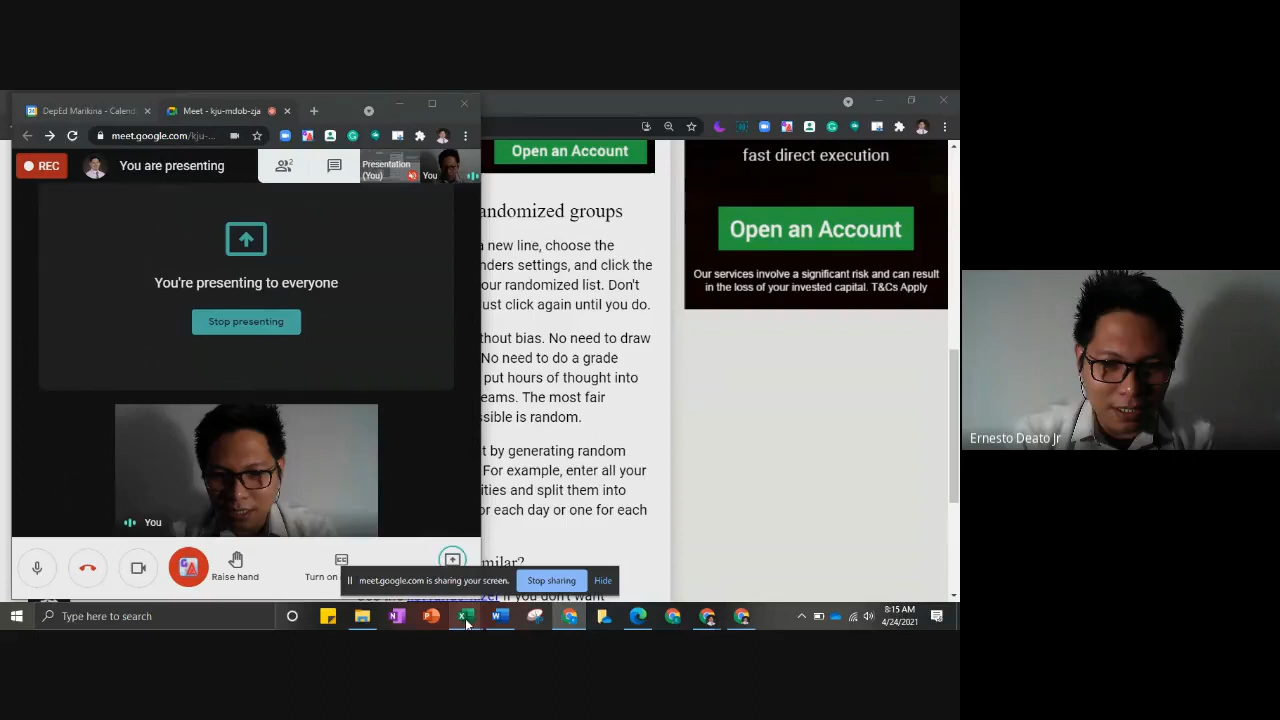 DepEd Marikina - Calend
Meet - kju-mdob-zja
meet.google.com/kju-...
REC
You are presenting
2
Presentation
(You)
You
You're presenting to everyone
Stop presenting
You
Raise hand
Turn on
meet.google.com is sharing your screen.
Stop sharing
Hide
Open an Account
andomized groups
a new line, choose the
nders settings, and click the
our randomized list. Don't
ust click again until you do.
thout bias. No need to draw
No need to do a grade
put hours of thought into
eams. The most fair
ssible is random.
t by generating random
For example, enter all your
ities and split them into
or each day or one for each
milar?
if you don't want
fast direct execution
Open an Account
Our services involve a significant risk and can result
in the loss of your invested capital. T&Cs Apply
Type here to search
8:15 AM
4/24/2021
Ernesto Deato Jr